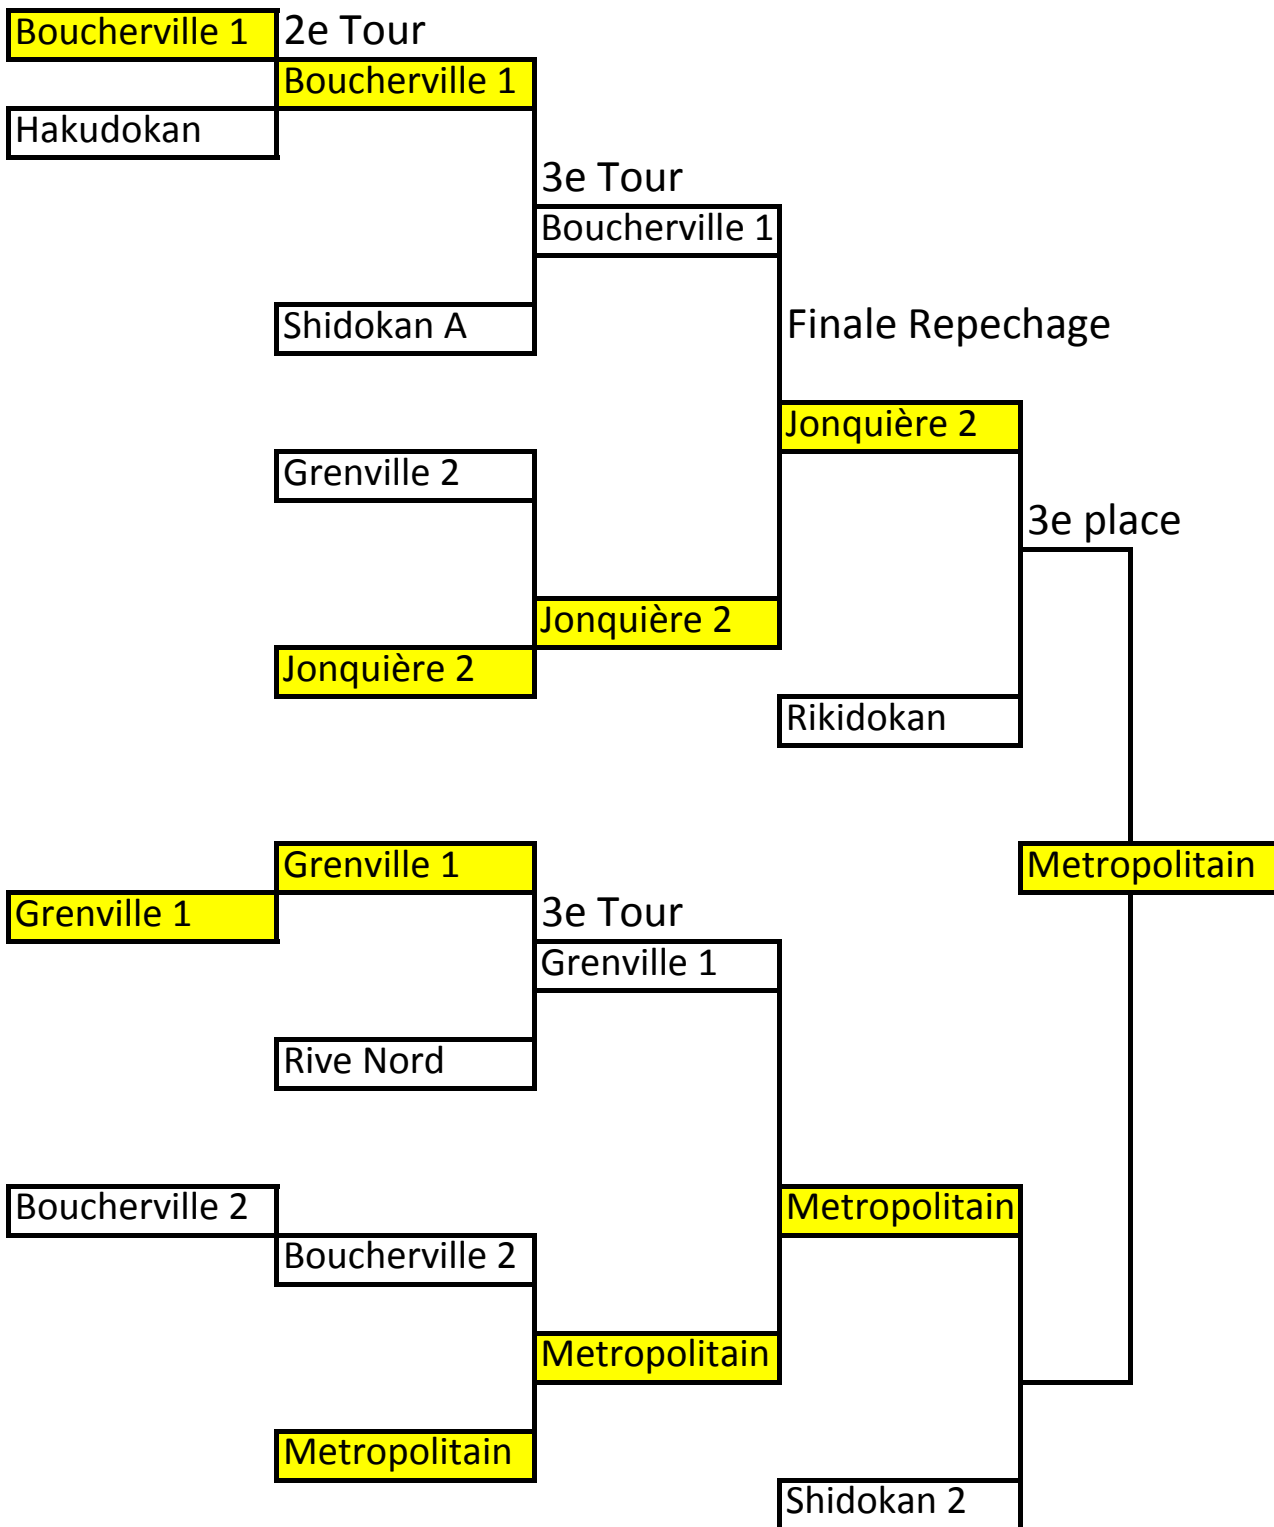 Boucherville 1
2e Tour
Boucherville 1
Hakudokan
3e Tour
Boucherville 1
Shidokan A
Finale Repechage
Jonquière 2
Grenville 2
3e place
Jonquière 2
Jonquière 2
Rikidokan
Grenville 1
Metropolitain
Grenville 1
3e Tour
Grenville 1
Rive Nord
Boucherville 2
Metropolitain
Boucherville 2
Metropolitain
Metropolitain
Shidokan 2